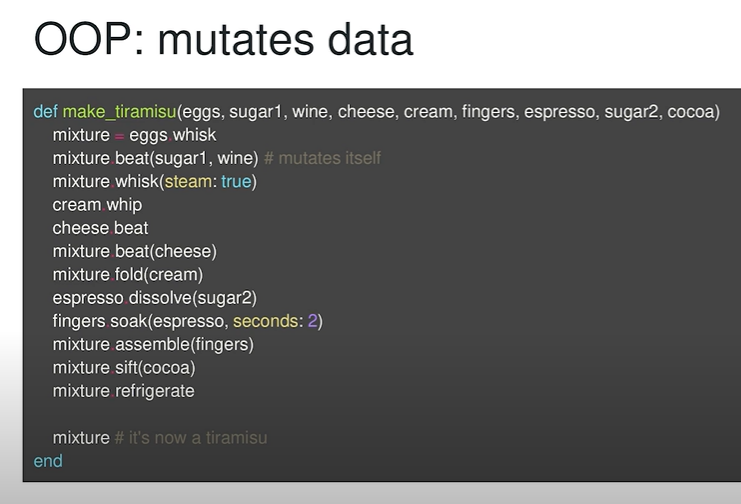 OOP: mutates data
def make_tiramisu(eggs, sugar1, wine, cheese, cream, fingers, espresso, sugar2, cocoa)
mixture = eggs.whisk
mixture.beat(sugar1, wine) # mutates itself
mixture.whisk(steam: true)
cream.whip
cheese.beat
mixture.beat(cheese)
mixture.fold(cream)
espresso.dissolve(sugar2)
fingers.soak(espresso, seconds: 2)
mixture.assemble(fingers)
mixture.sift(cocoa)
mixture.refrigerate
mixture # it's now a tiramisu
end